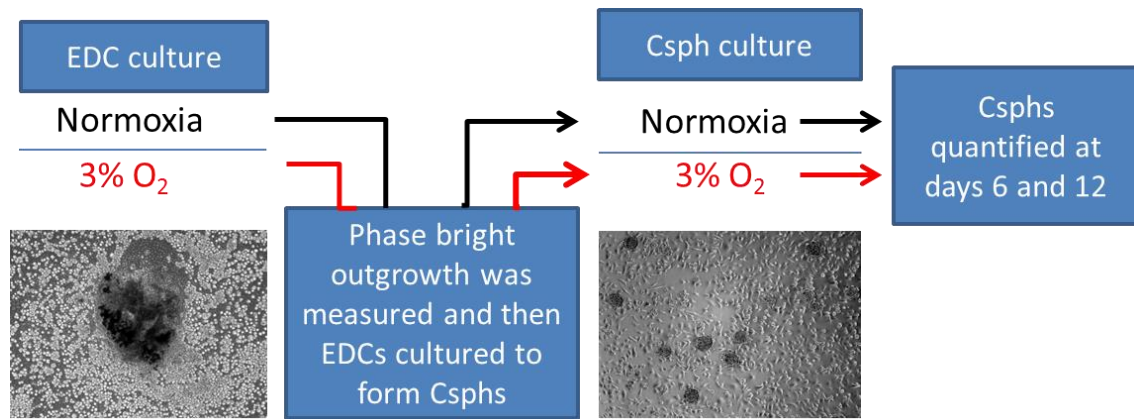 EDC culture
Normoxia
3% O₂
Phase bright
outgrowth was
measured and then
EDCs cultured to
form Csphs
Csph culture
Normoxia
3% O₂
Csphs
quantified at
days 6 and 12